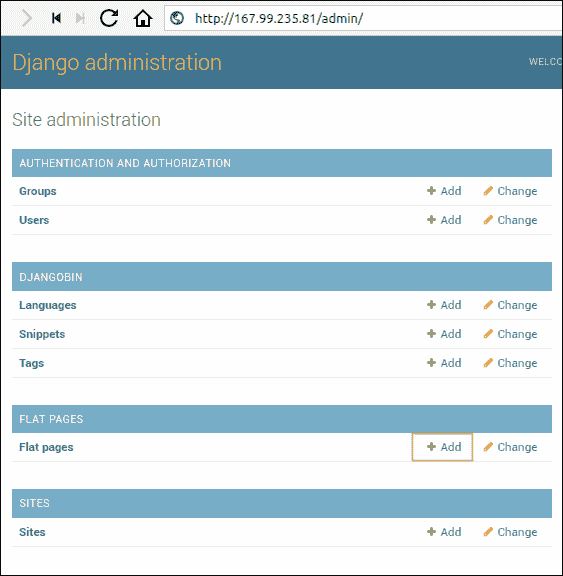 http://167.99.235.81/admin/
Django administration
WELCO
Site administration
AUTHENTICATION AND AUTHORIZATION
Groups Add Change
Users Add Change
DJANGOBIN
Languages Add Change
Snippets Add Change
Tags Add Change
FLAT PAGES
Flat pages Add Change
SITES
Sites Add Change